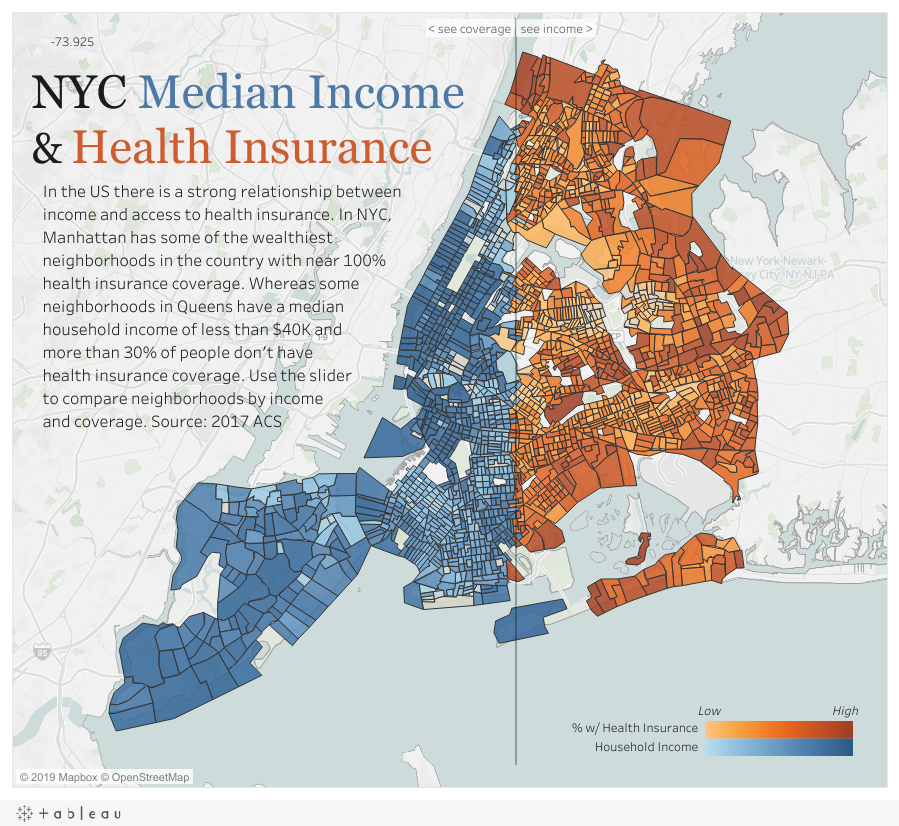 < see coverage see income >
-73.925
NYC Median Income
& Health Insurance
In the US there is a strong relationship between
income and access to health insurance. In NYC,
Manhattan has some of the wealthiest
neighborhoods in the country with near 100%
health insurance coverage. Whereas some
neighborhoods in Queens have a median
household income of less than $40K and
more than 30% of people don't have
health insurance coverage. Use the slider
to compare neighborhoods by income
and coverage. Source: 2017 ACS
New York-Newark-
ey City, NY-NJ-PA
95
Low High
% w/ Health Insurance
Household Income
© 2019 Mapbox © OpenStreetMap
tableau